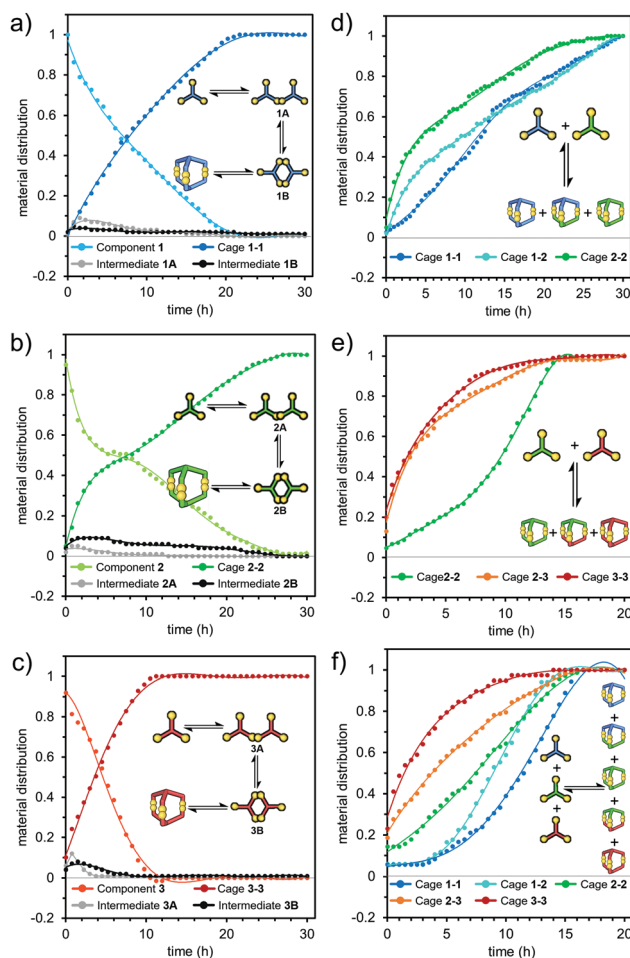 a)
material distribution
1
0.8
0.6
0.4
0.2
0
-0.2
1A
1B
Component 1
Cage 1-1
Intermediate 1A
Intermediate 1B
0 10 20 30
time (h)
b)
material distribution
1
0.8
0.6
0.4
0.2
0
-0.2
2A
2B
Component 2
Cage 2-2
Intermediate 2A
Intermediate 2B
0 10 20 30
time (h)
c)
material distribution
1
0.8
0.6
0.4
0.2
0
-0.2
3A
3B
Component 3
Cage 3-3
Intermediate 3A
Intermediate 3B
0 10 20 30
time (h)
d)
material distribution
1
0.8
0.6
0.4
0.2
0
-0.2
+
+ +
0 5 10 15 20 25 30
time (h)
Cage 1-1 Cage 1-2 Cage 2-2
e)
material distribution
1
0.8
0.6
0.4
0.2
0
-0.2
+
+ +
0 5 10 15 20
time (h)
Cage2-2 Cage 2-3 Cage 3-3
f)
material distribution
1
0.8
0.6
0.4
0.2
0
-0.2
+
+
+
+
+
+
0 5 10 15 20
time (h)
Cage 1-1 Cage 1-2 Cage 2-2
Cage 2-3 Cage 3-3